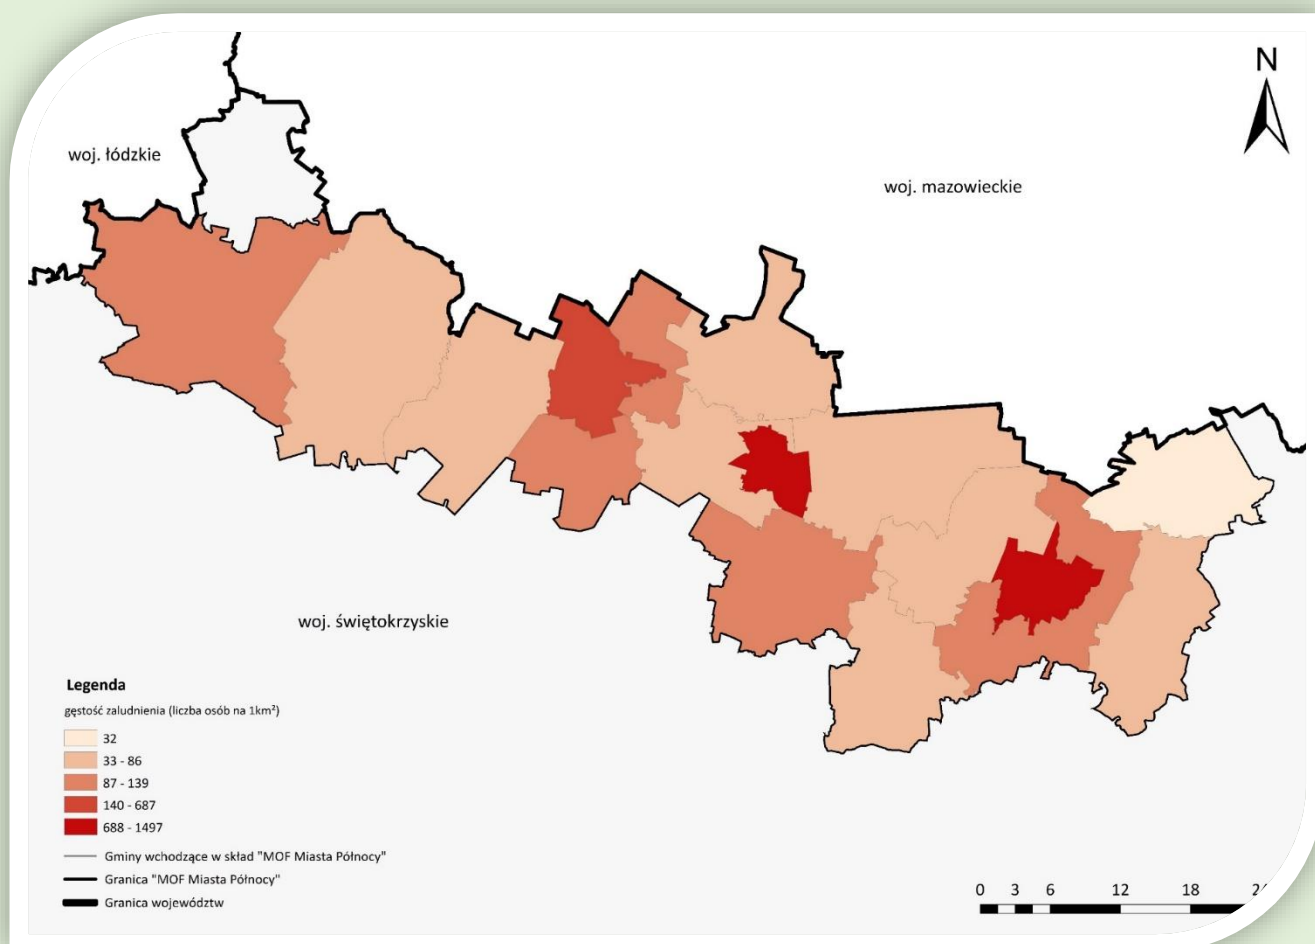 N
woj. łódzkie
woj. mazowieckie
woj. świętokrzyskie
Legenda
gęstość zaludnienia (liczba osób na 1km²)
32
33 - 86
87 - 139
140 - 687
688 - 1497
Gminy wchodzące w skład "MOF Miasta Północy"
Granica "MOF Miasta Północy"
Granica województw
0 3 6 12 18